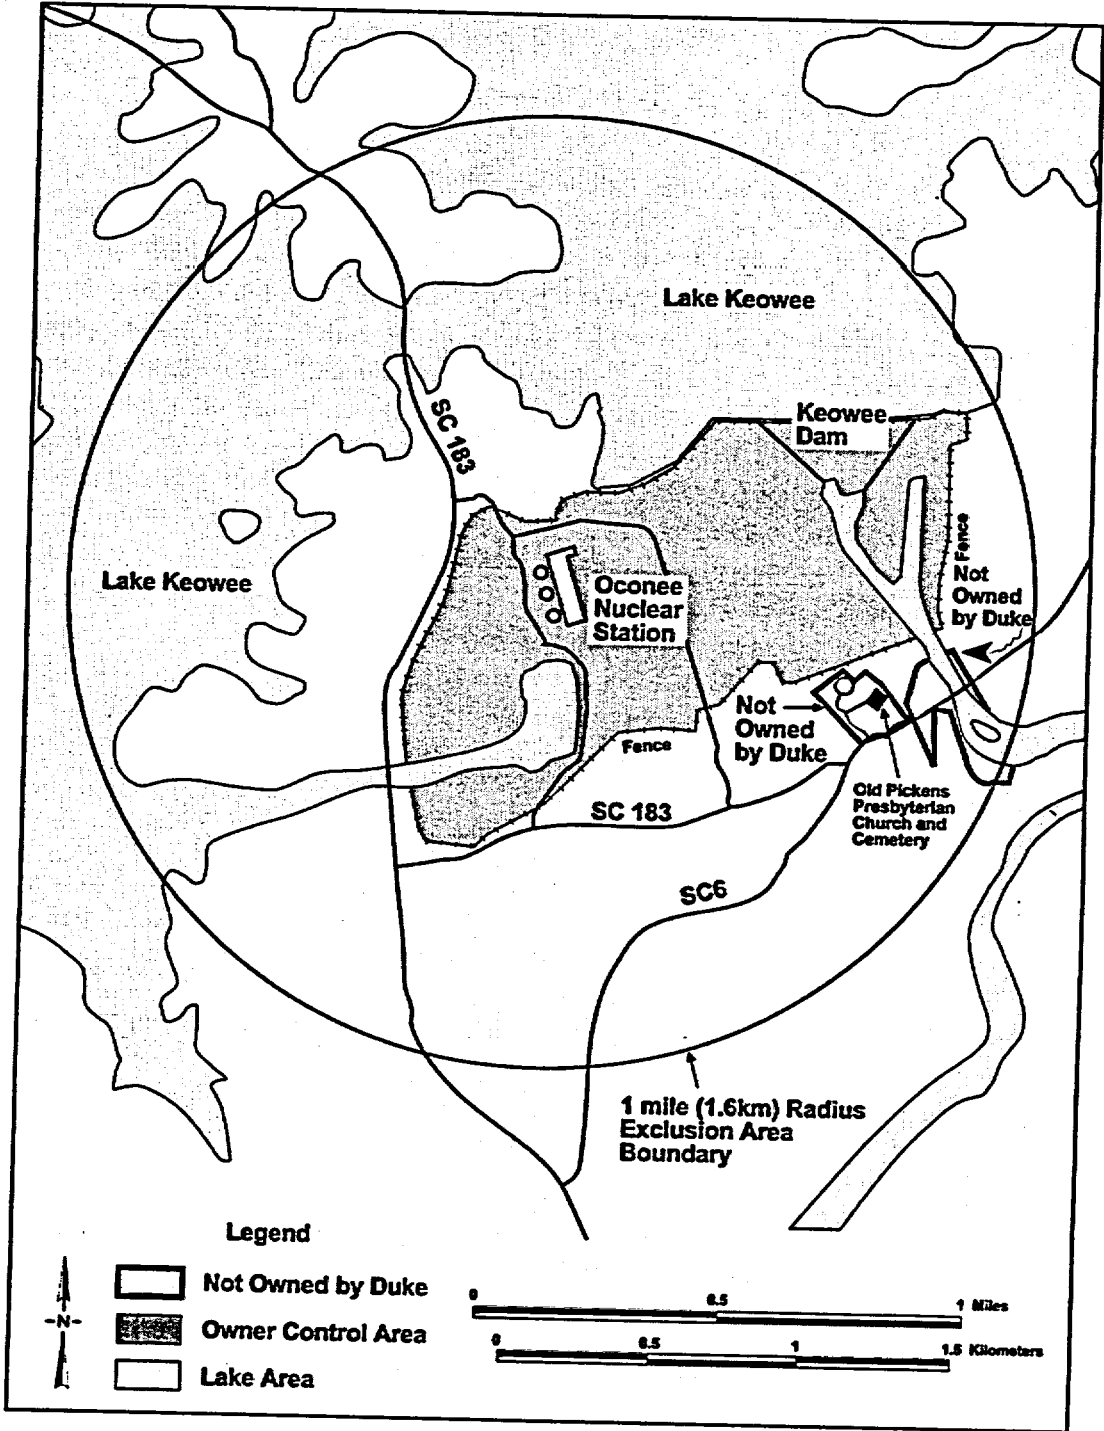 Lake Keowee
SC 183
Keowee
Dam
Fence
Not
Owned
by Duke
Lake Keowee
Oconee
Nuclear
Station
Not
Owned
by Duke
Fence
Old Pickens
Presbyterian
Church and
Cemetery
SC 183
SC6
1 mile (1.6km) Radius
Exclusion Area
Boundary
Legend
Not Owned by Duke
Owner Control Area
Lake Area
-N-
0 0.5 1 Miles
0 0.5 1 1.5 Kilometers